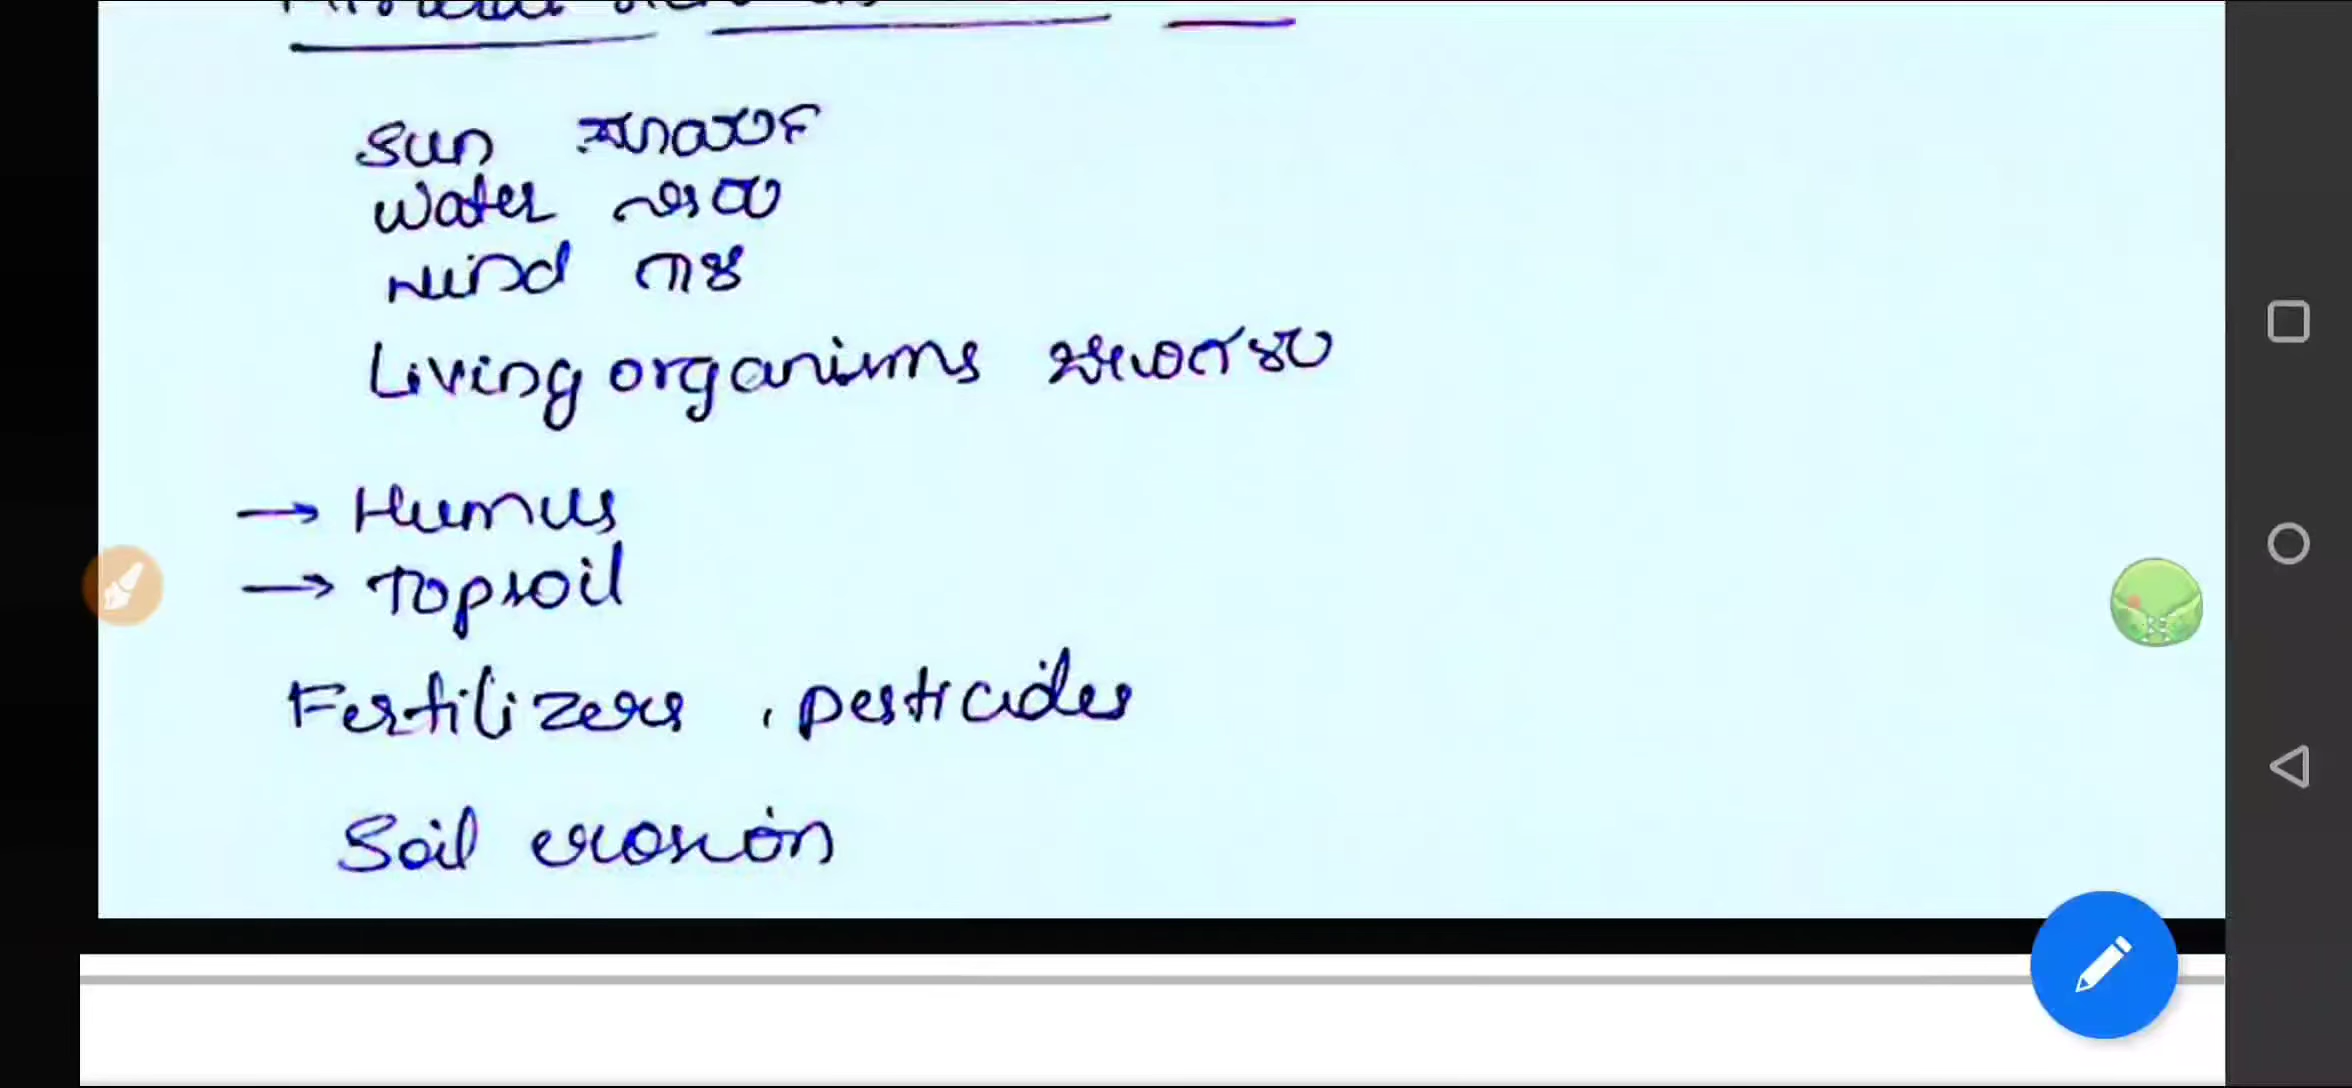 Sun ಸೂರ್ಯ
Water ನೀರು
Wind ಗಾಳಿ
Living organisms ಜೀವಿಗಳು
→ Humus
→ Topsoil
Fertilizers , pesticides
Soil erosion